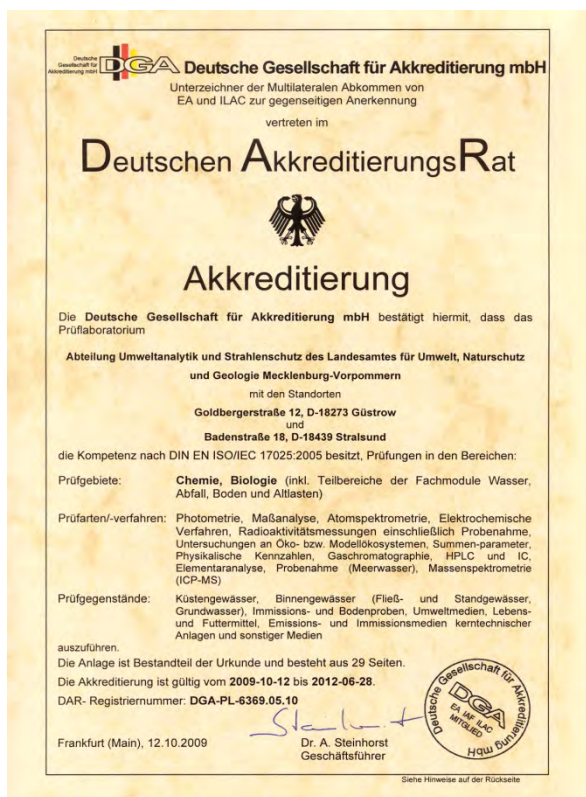 Deutsche
Gesellschaft für
Akkreditierung mbH
DGA Deutsche Gesellschaft für Akkreditierung mbH
Unterzeichner der Multilateralen Abkommen von
EA und ILAC zur gegenseitigen Anerkennung
vertreten im
Deutschen AkkreditierungsRat
Akkreditierung
Die Deutsche Gesellschaft für Akkreditierung mbH bestätigt hiermit, dass das
Prüflaboratorium
Abteilung Umweltanalytik und Strahlenschutz des Landesamtes für Umwelt, Naturschutz
und Geologie Mecklenburg-Vorpommern
mit den Standorten
Goldbergerstraße 12, D-18273 Güstrow
und
Badenstraße 18, D-18439 Stralsund
die Kompetenz nach DIN EN ISO/IEC 17025:2005 besitzt, Prüfungen in den Bereichen:
Prüfgebiete: Chemie, Biologie (inkl. Teilbereiche der Fachmodule Wasser,
Abfall, Boden und Altlasten)
Prüfarten/-verfahren: Photometrie, Maßanalyse, Atomspektrometrie, Elektrochemische
Verfahren, Radioaktivitätsmessungen einschließlich Probenahme,
Untersuchungen an Öko- bzw. Modellökosystemen, Summen-parameter,
Physikalische Kennzahlen, Gaschromatographie, HPLC und IC,
Elementaranalyse, Probenahme (Meerwasser), Massenspektrometrie
(ICP-MS)
Prüfgegenstände: Küstengewässer, Binnengewässer (Fließ- und Standgewässer,
Grundwasser), Immissions- und Bodenproben, Umweltmedien, Lebens-
und Futtermittel, Emissions- und Immissionsmedien kerntechnischer
Anlagen und sonstiger Medien
auszuführen.
Die Anlage ist Bestandteil der Urkunde und besteht aus 29 Seiten.
Die Akkreditierung ist gültig vom 2009-10-12 bis 2012-06-28.
DAR- Registriernummer: DGA-PL-6369.05.10
Frankfurt (Main), 12.10.2009
Dr. A. Steinhorst
Geschäftsführer
Deutsche Gesellschaft für Akkreditierung mbH
DGA
EA IAF ILAC
MITGLIED
Siehe Hinweise auf der Rückseite